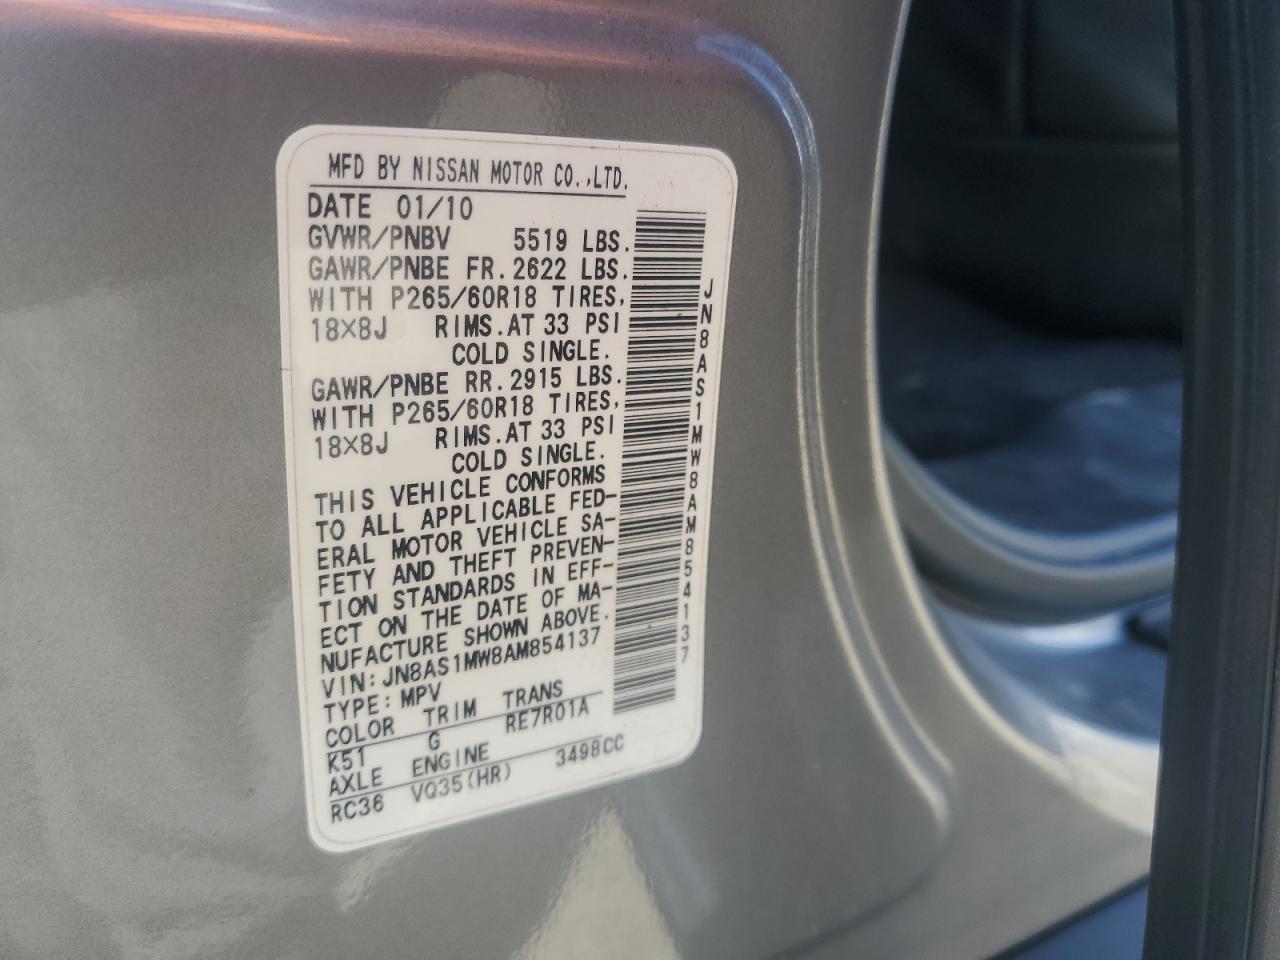 MFD BY NISSAN MOTOR CO.,LTD.
DATE 01/10
GVWR/PNBV 5519 LBS.
GAWR/PNBE FR.2622 LBS.
WITH P265/60R18 TIRES,
18×8J RIMS.AT 33 PSI
COLD SINGLE.
GAWR/PNBE RR.2915 LBS.
WITH P265/60R18 TIRES,
18×8J RIMS.AT 33 PSI
COLD SINGLE.
THIS VEHICLE CONFORMS
TO ALL APPLICABLE FED-
ERAL MOTOR VEHICLE SA-
FETY AND THEFT PREVEN-
TION STANDARDS IN EFF-
ECT ON THE DATE OF MA-
NUFACTURE SHOWN ABOVE.
VIN:JN8AS1MW8AM854137
TYPE:MPV
COLOR TRIM TRANS
K51 G RE7R01A
AXLE ENGINE
RC36 VQ35(HR) 3498CC
JN8AS1MW8AM854137